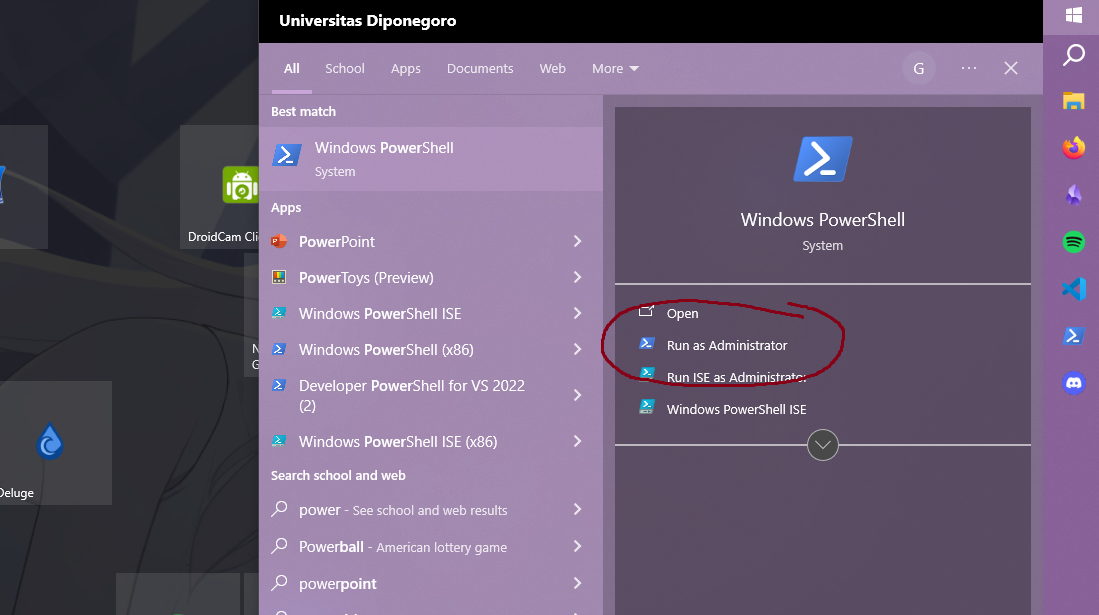 Universitas Diponegoro
All School Apps Documents Web More G
Best match
Windows PowerShell
System
Apps
PowerPoint
PowerToys (Preview)
Windows PowerShell ISE
Windows PowerShell (x86)
Developer PowerShell for VS 2022
(2)
Windows PowerShell ISE (x86)
Search school and web
power - See school and web results
Powerball - American lottery game
powerpoint
Windows PowerShell
System
Open
Run as Administrator
Run ISE as Administrator
Windows PowerShell ISE
DroidCam Cli
N
G
Deluge